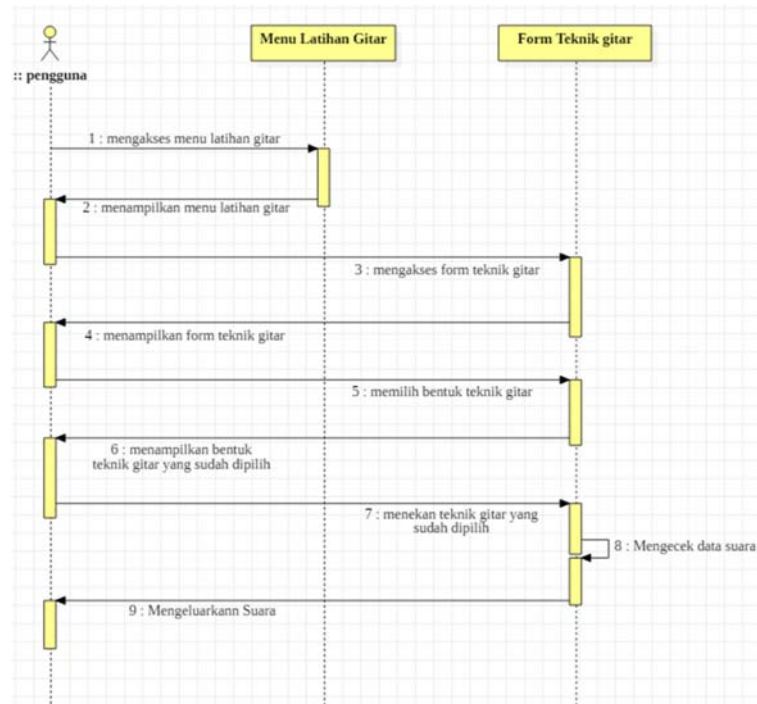 Menu Latihan Gitar
Form Teknik gitar
:: pengguna
1 : mengakses menu latihan gitar
2 : menampilkan menu latihan gitar
3 : mengakses form teknik gitar
4 : menampilkan form teknik gitar
5 : memilih bentuk teknik gitar
6 : menampilkan bentuk
teknik gitar yang sudah dipilih
7 : menekan teknik gitar yang
sudah dipilih
8 : Mengecek data suara
9 : Mengeluarkann Suara